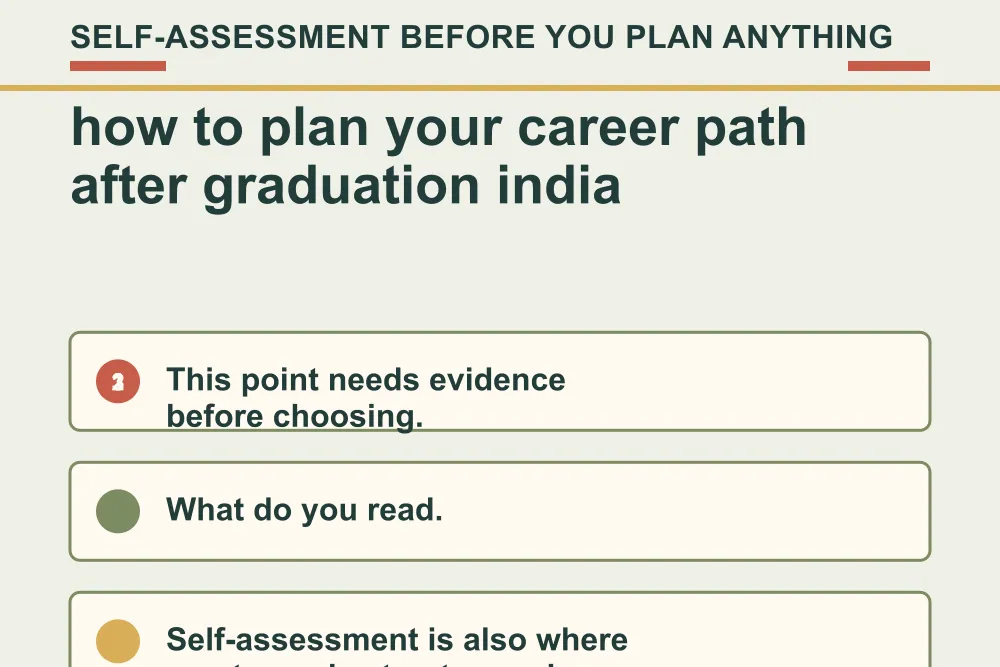 SELF-ASSESSMENT BEFORE YOU PLAN ANYTHING
how to plan your career path
after graduation india
This point needs evidence
before choosing.
What do you read.
Self-assessment is also where